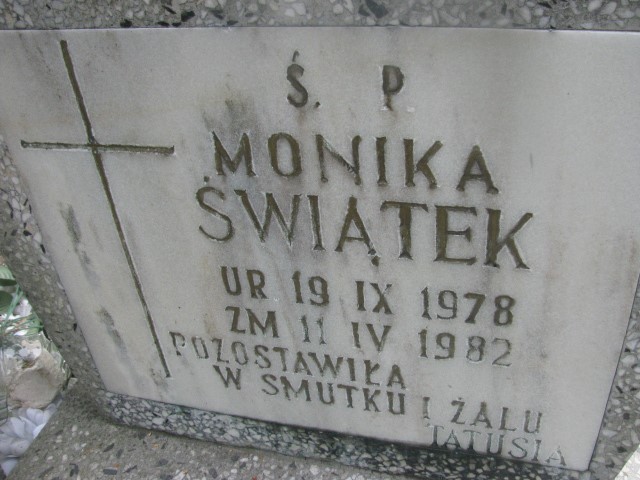 Ś. P
MONIKA
ŚWIĄTEK
UR 19 IX 1978
ZM 11 IV 1982
POZOSTAWIŁA
W SMUTKU I ŻALU
TATUSIA